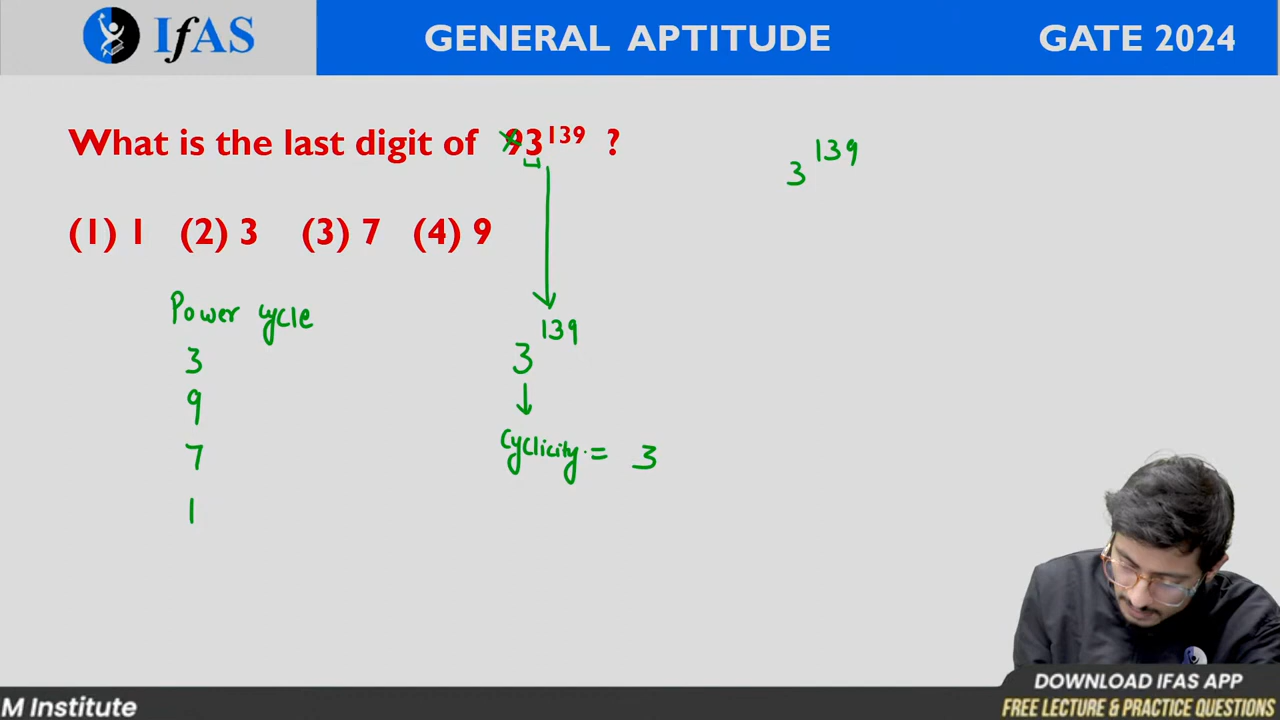 IfAS
GENERAL APTITUDE
GATE 2024
What is the last digit of 93¹³⁹ ?
3¹³⁹
(1) 1 (2) 3 (3) 7 (4) 9
Power cycle
3
9
7
1
3¹³⁹
Cyclicity = 3
DOWNLOAD IFAS APP
FREE LECTURE & PRACTICE QUESTIONS
M Institute